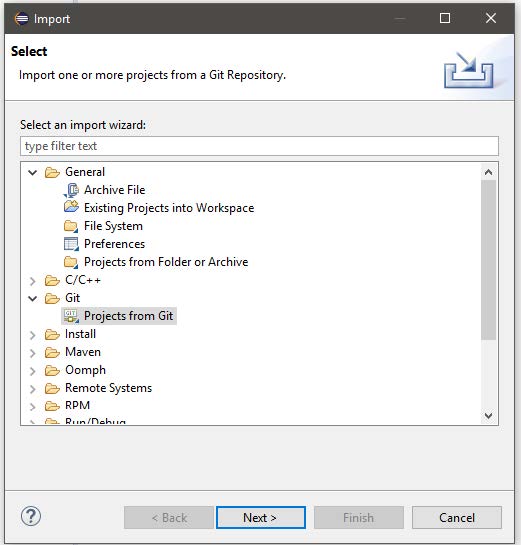 Import
Select
Import one or more projects from a Git Repository.
Select an import wizard:
type filter text
General
Archive File
Existing Projects into Workspace
File System
Preferences
Projects from Folder or Archive
C/C++
Git
GIT
Projects from Git
Install
Maven
Oomph
Remote Systems
RPM
Run/Debug
?
< Back
Next >
Finish
Cancel